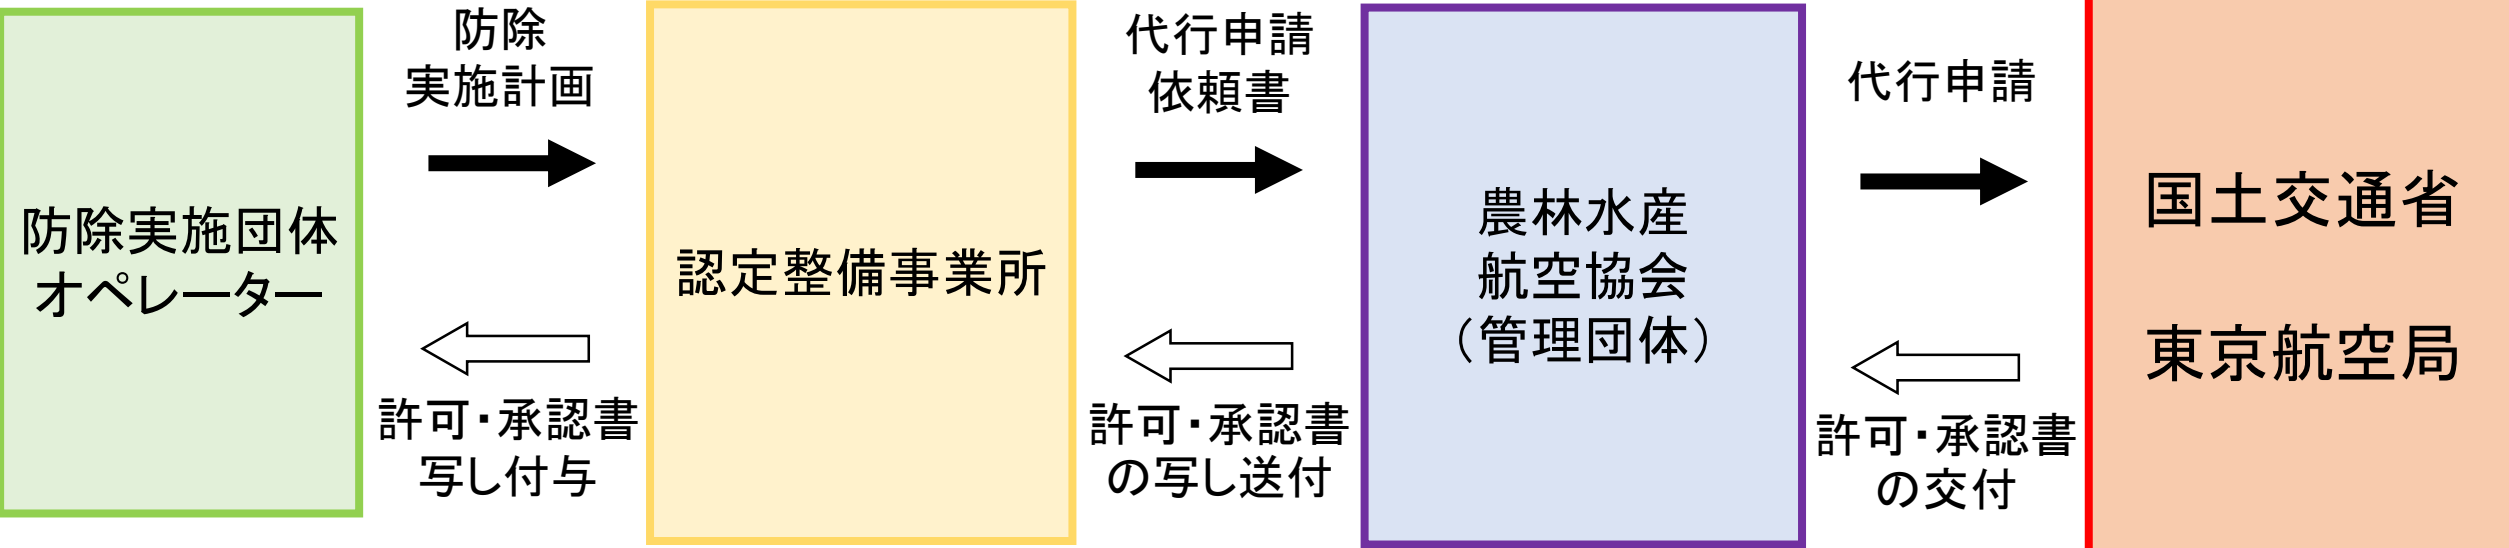 防除実施団体
オペレーター
防除
実施計画
許可・承認書
写し付与
認定整備事業所
代行申請
依頼書
許可・承認書
の写し送付
農林水産
航空協会
（管理団体）
代行申請
許可・承認書
の交付
国土交通省
東京航空局